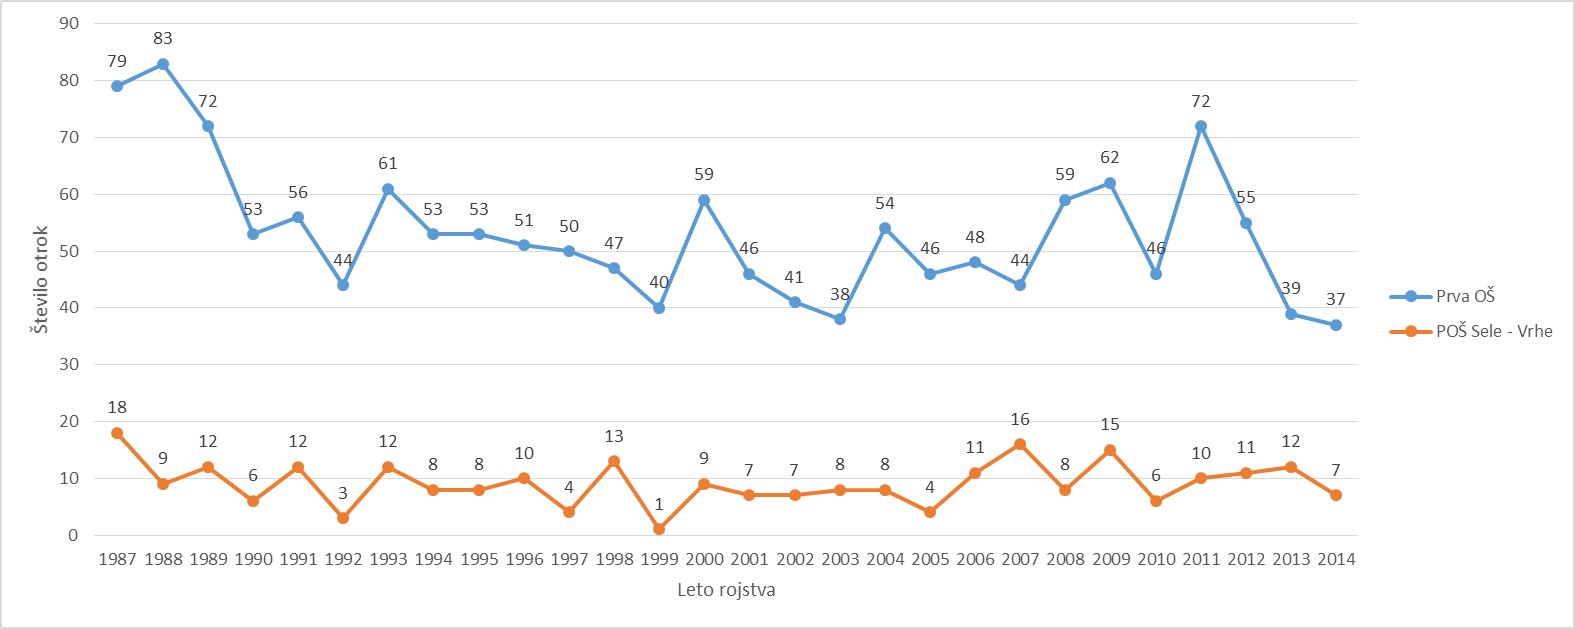 90
80
70
60
50
40
30
20
10
0
Število otrok
79 83 72 53 56 44 61 53 53 51 50 47 40 59 46 41 38 54 46 48 44 59 62 46 72 55 39 37
18 9 12 6 12 3 12 8 8 10 4 13 1 9 7 7 8 8 4 11 16 8 15 6 10 11 12 7
1987 1988 1989 1990 1991 1992 1993 1994 1995 1996 1997 1998 1999 2000 2001 2002 2003 2004 2005 2006 2007 2008 2009 2010 2011 2012 2013 2014
Leto rojstva
Prva OŠ
POŠ Sele - Vrhe